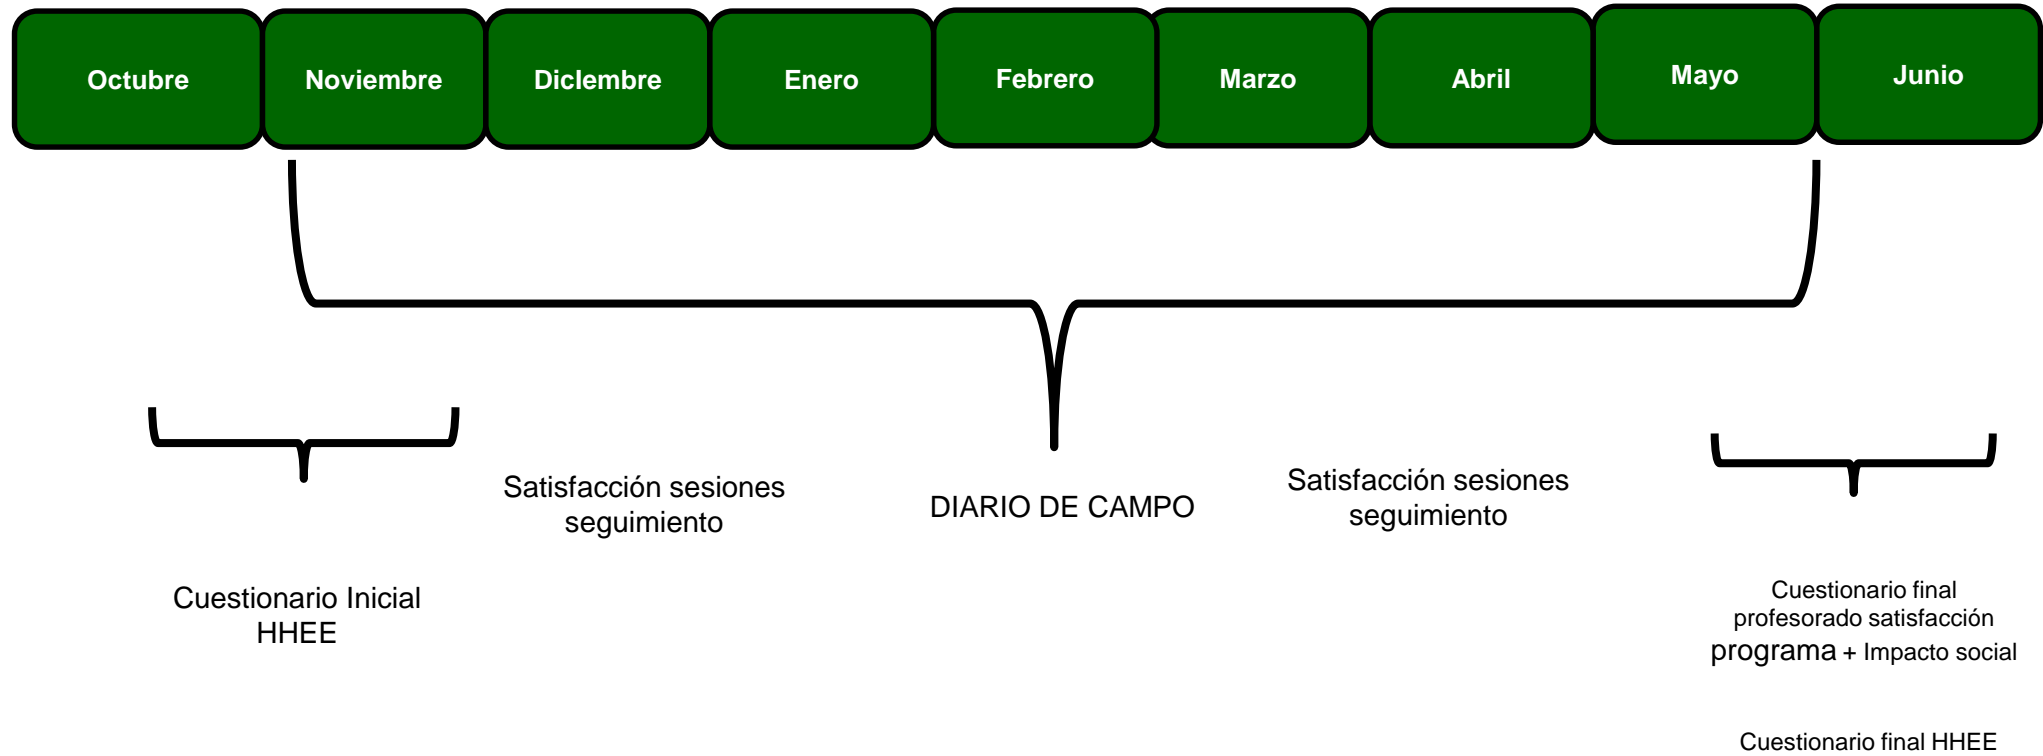 Octubre
Noviembre
Diclembre
Enero
Febrero
Marzo
Abril
Mayo
Junio
Satisfacción sesiones
seguimiento
DIARIO DE CAMPO
Satisfacción sesiones
seguimiento
Cuestionario Inicial
HHEE
Cuestionario final
profesorado satisfacción
programa + Impacto social
Cuestionario final HHEE